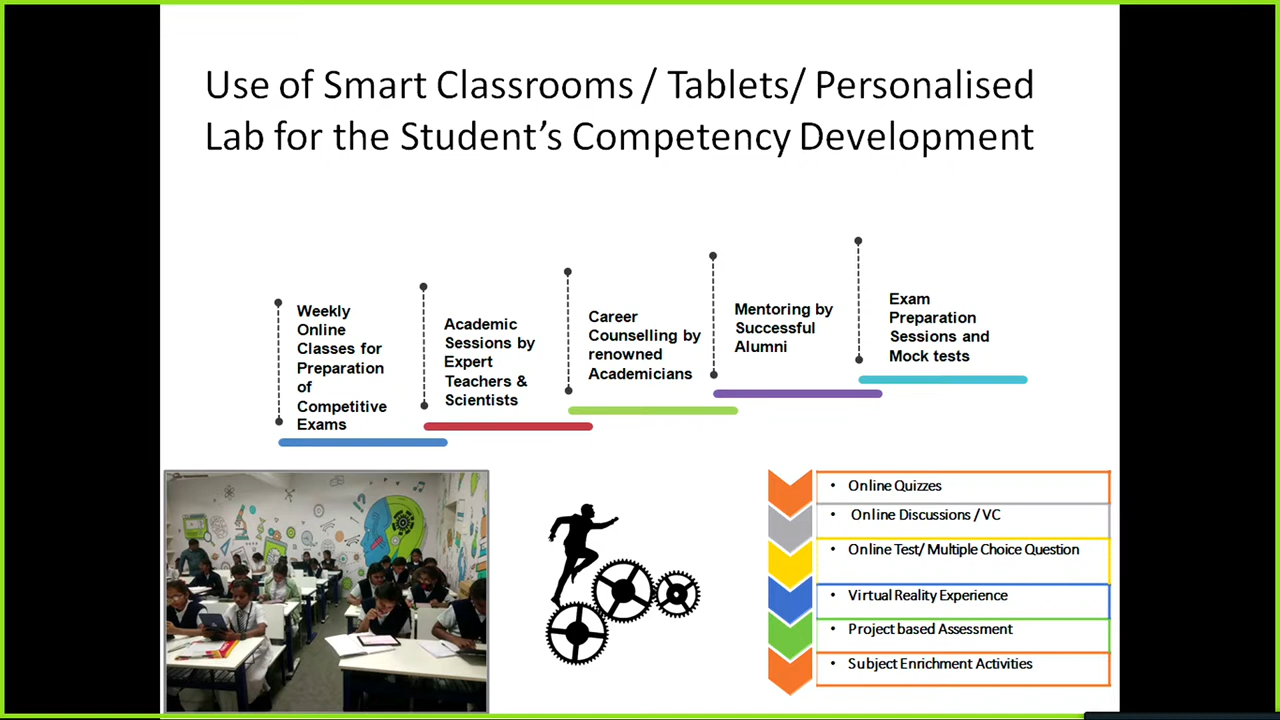 Use of Smart Classrooms / Tablets/ Personalised
Lab for the Student’s Competency Development
Weekly
Online
Classes for
Preparation
of
Competitive
Exams
Academic
Sessions by
Expert
Teachers &
Scientists
Career
Counselling by
renowned
Academicians
Mentoring by
Successful
Alumni
Exam
Preparation
Sessions and
Mock tests
• Online Quizzes
• Online Discussions / VC
• Online Test/ Multiple Choice Question
• Virtual Reality Experience
• Project based Assessment
• Subject Enrichment Activities